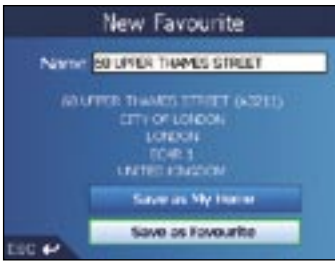 New Favourite
Name 60 UPPER THAMES STREET
60 UPPER THAMES STREET (A3211)
CITY OF LONDON
LONDON
UNITED KINGDOM
Save as My Home
Save as Favourite
ESC